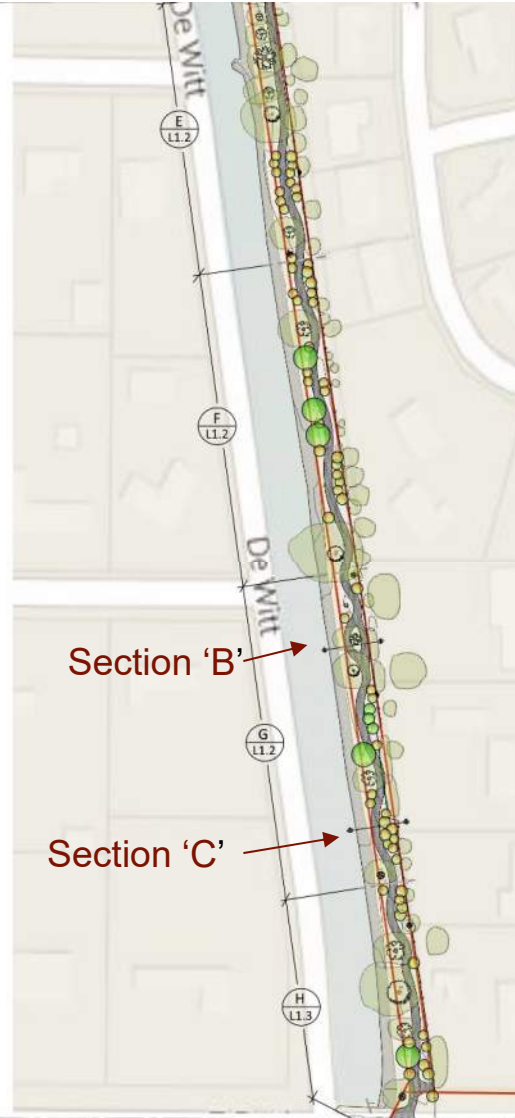 De Witt
E
L1.2
F
L1.2
De Witt
Section ‘B’
G
L1.2
Section ‘C’
H
L1.3